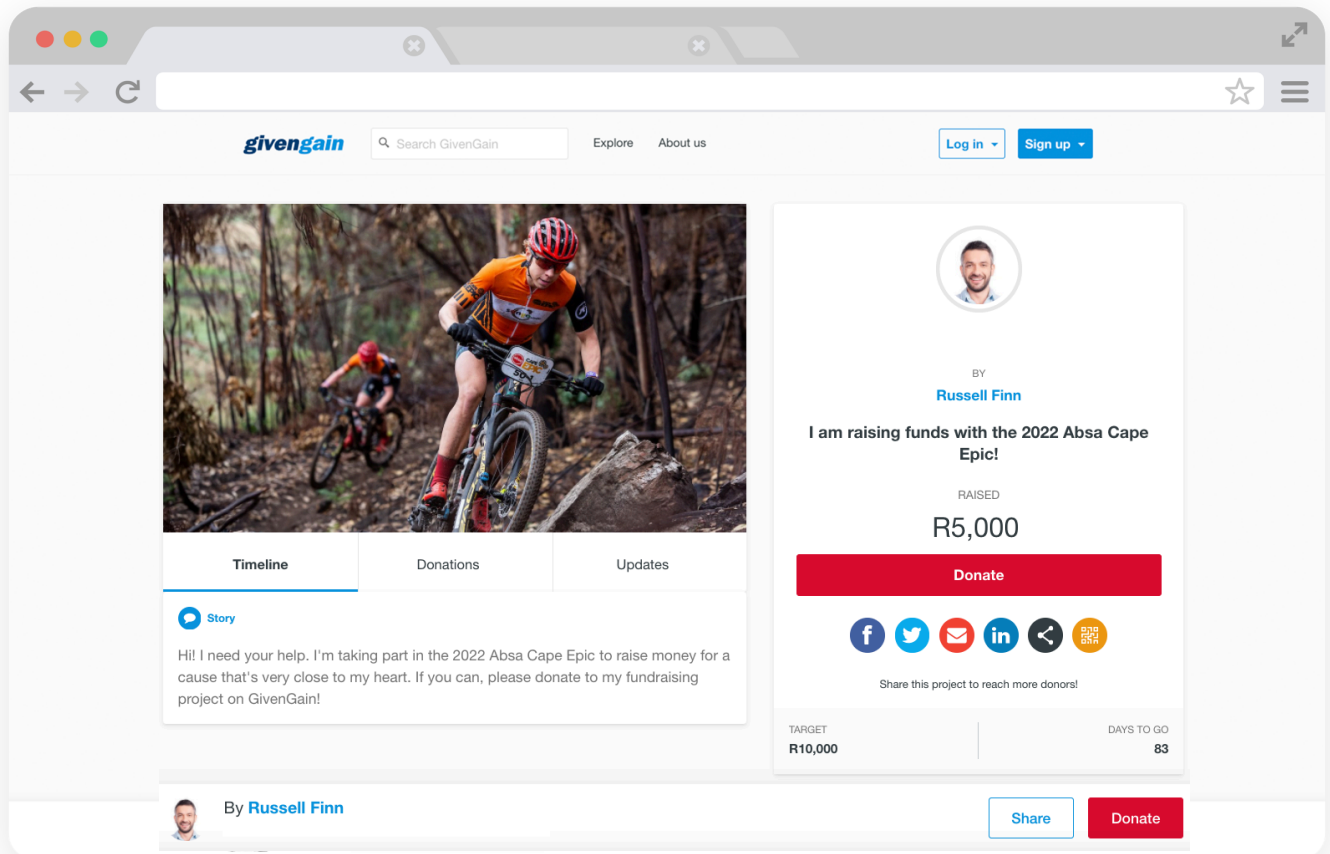 givengain
Search GivenGain
Explore
About us
Log in
Sign up
BY
Russell Finn
I am raising funds with the 2022 Absa Cape
Epic!
RAISED
R5,000
Donate
Share this project to reach more donors!
TARGET
R10,000
DAYS TO GO
83
Timeline
Donations
Updates
Story
Hi! I need your help. I'm taking part in the 2022 Absa Cape Epic to raise money for a
cause that's very close to my heart. If you can, please donate to my fundraising
project on GivenGain!
By Russell Finn
Share
Donate